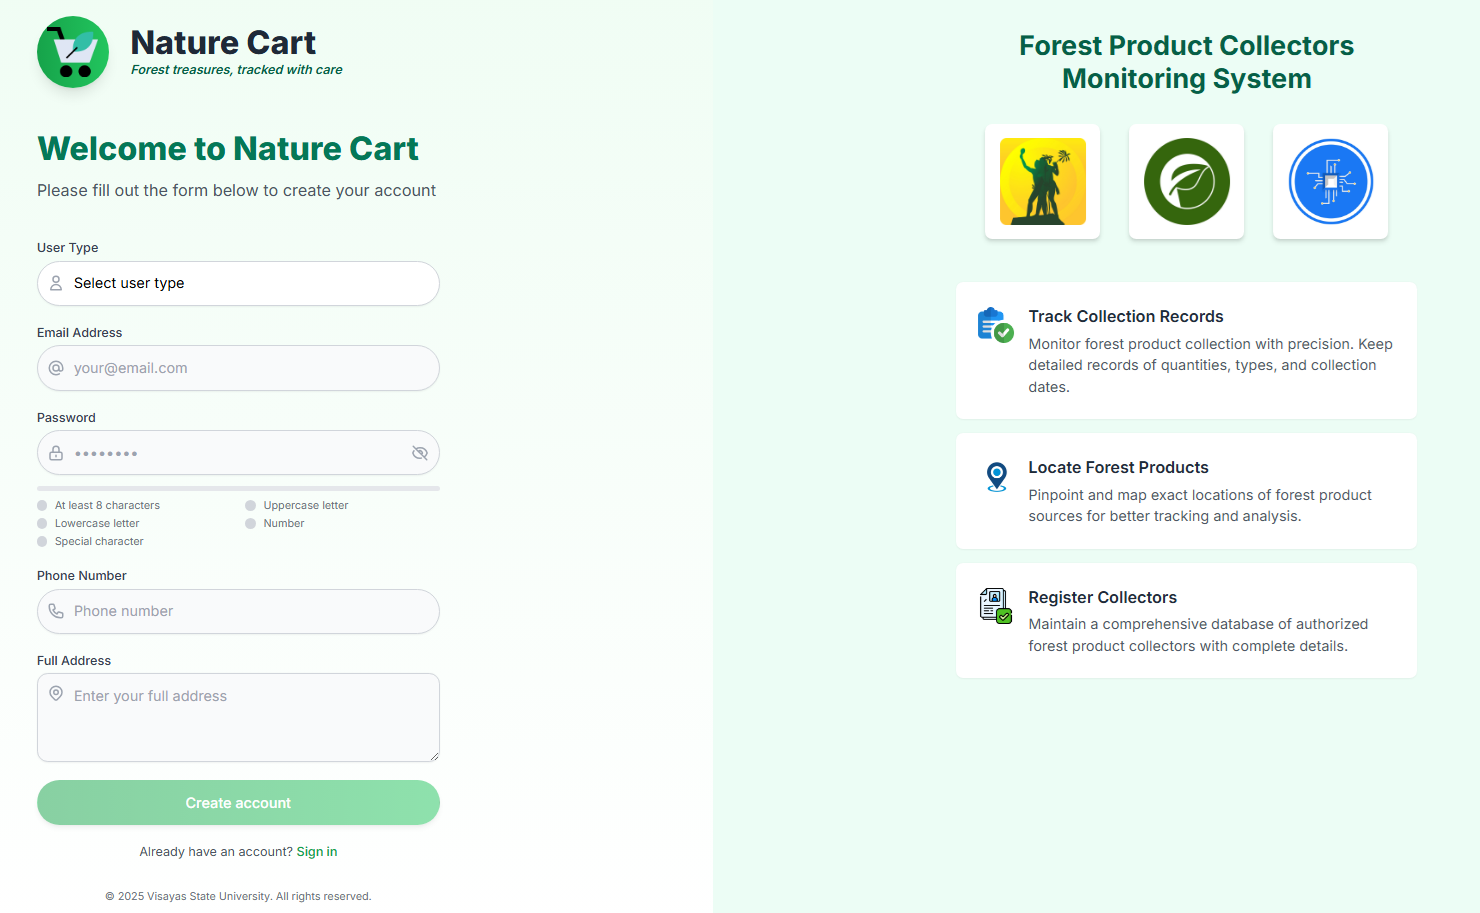 Nature Cart
Forest treasures, tracked with care
Welcome to Nature Cart
Please fill out the form below to create your account
User Type
Select user type
Email Address
your@email.com
Password
••••••••
At least 8 characters
Uppercase letter
Lowercase letter
Number
Special character
Phone Number
Phone number
Full Address
Enter your full address
Create account
Already have an account? Sign in
© 2025 Visayas State University. All rights reserved.
Forest Product Collectors
Monitoring System
Track Collection Records
Monitor forest product collection with precision. Keep
detailed records of quantities, types, and collection
dates.
Locate Forest Products
Pinpoint and map exact locations of forest product
sources for better tracking and analysis.
Register Collectors
Maintain a comprehensive database of authorized
forest product collectors with complete details.